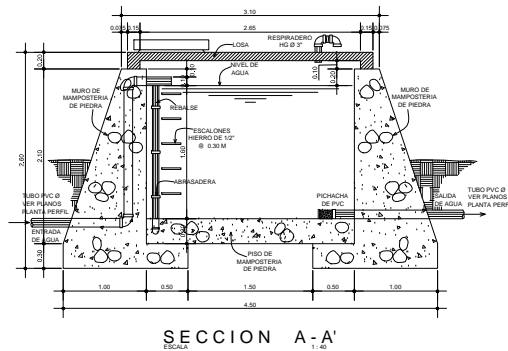 3.10
0.075
0.15
2.65
0.15
0.075
RESPIRADERO
HG Ø 3"
LOSA
NIVEL DE
AGUA
0.20
0.10
0.20
MURO DE
MAMPOSTERIA
DE PIEDRA
MURO DE
MAMPOSTERIA
DE PIEDRA
REBALSE
ESCALONES
HIERRO DE 1/2"
@ 0.30 M
2.60
2.10
1.60
ABRASADERA
TUBO PVC Ø
VER PLANOS
PLANTA PERFIL
PICHACHA
DE PVC
SALIDA
DE AGUA
TUBO PVC Ø
VER PLANOS
PLANTA PERF
ENTRADA
DE AGUA
0.30
PISO DE
MAMPOSTERIA
DE PIEDRA
1.00
0.50
1.50
0.50
1.00
4.50
SECCION A-A'
ESCALA 1:40